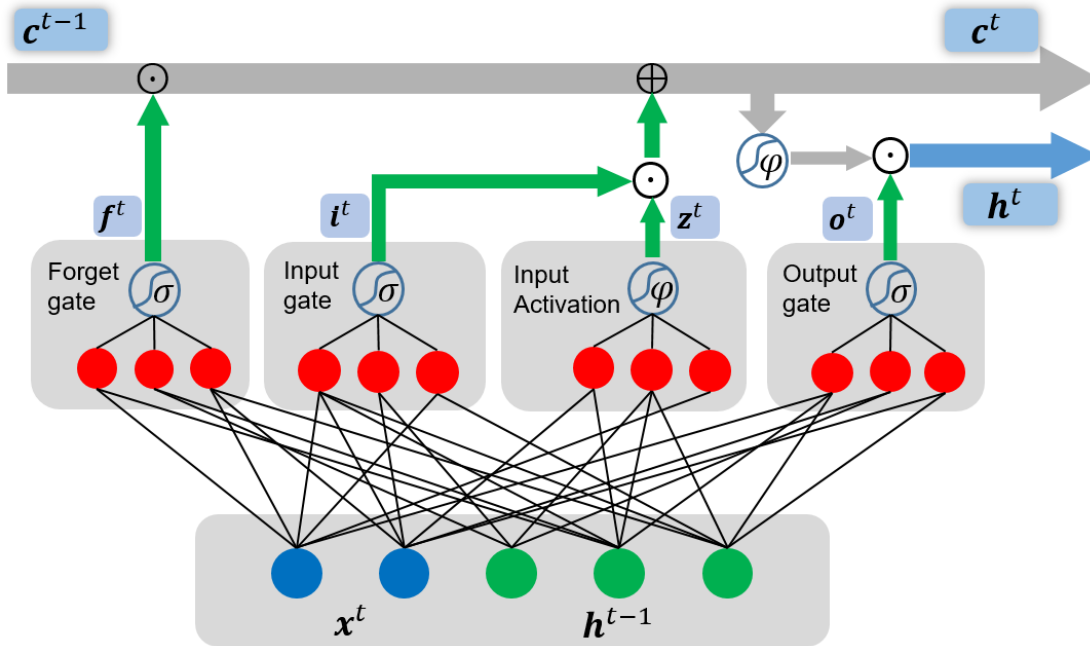 c^{t−1}
c^t
φ
h^t
f^t
i^t
z^t
o^t
Forget
gate
σ
Input
gate
σ
Input
Activation
φ
Output
gate
σ
x^t
h^{t−1}